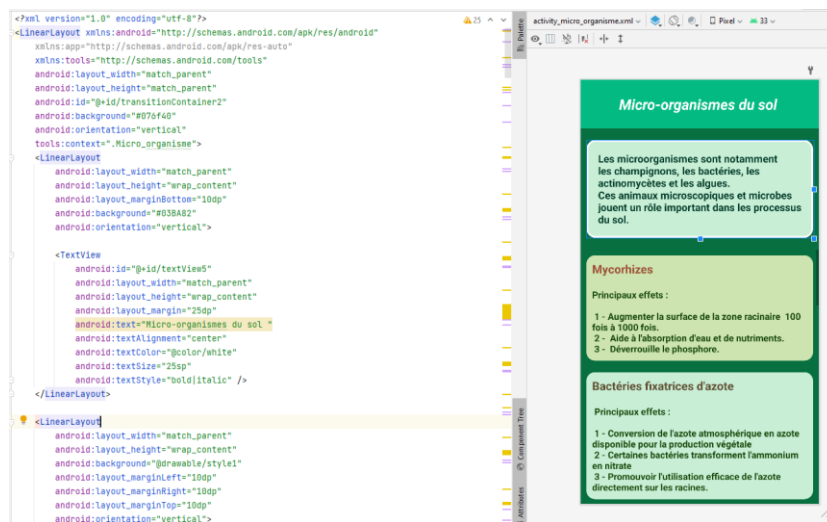 <?xml version="1.0" encoding="utf-8"?>
<LinearLayout xmlns:android="http://schemas.android.com/apk/res/android"
xmlns:app="http://schemas.android.com/apk/res-auto"
xmlns:tools="http://schemas.android.com/tools"
android:layout_width="match_parent"
android:layout_height="match_parent"
android:id="@+id/transitionContainer2"
android:background="#076f40"
android:orientation="vertical"
tools:context=".Micro_organisme">
<LinearLayout
android:layout_width="match_parent"
android:layout_height="wrap_content"
android:layout_marginBottom="10dp"
android:background="#03BA82"
android:orientation="vertical">
<TextView
android:id="@+id/textView5"
android:layout_width="match_parent"
android:layout_height="wrap_content"
android:layout_margin="25dp"
android:text="Micro-organismes du sol "
android:textAlignment="center"
android:textColor="@color/white"
android:textSize="25sp"
android:textStyle="bold|italic" />
</LinearLayout>
<LinearLayout
android:layout_width="match_parent"
android:layout_height="wrap_content"
android:background="@drawable/style1"
android:layout_marginLeft="10dp"
android:layout_marginRight="10dp"
android:layout_marginTop="10dp"
android:orientation="vertical">
25
Palette
Component Tree
Attributes
activity_micro_organisme.xml
Pixel
33
Micro-organismes du sol
Les microorganismes sont notamment
les champignons, les bactéries, les
actinomycètes et les algues.
Ces animaux microscopiques et microbes
jouent un rôle important dans les processus
du sol.
Mycorhizes
Principaux effets :
1 - Augmenter la surface de la zone racinaire 100
fois à 1000 fois.
2 - Aide à l'absorption d'eau et de nutriments.
3 - Déverrouille le phosphore.
Bactéries fixatrices d'azote
Principaux effets :
1 - Conversion de l'azote atmosphérique en azote
disponible pour la production végétale
2 - Certaines bactéries transforment l'ammonium
en nitrate
3 - Promouvoir l'utilisation efficace de l'azote
directement sur les racines.